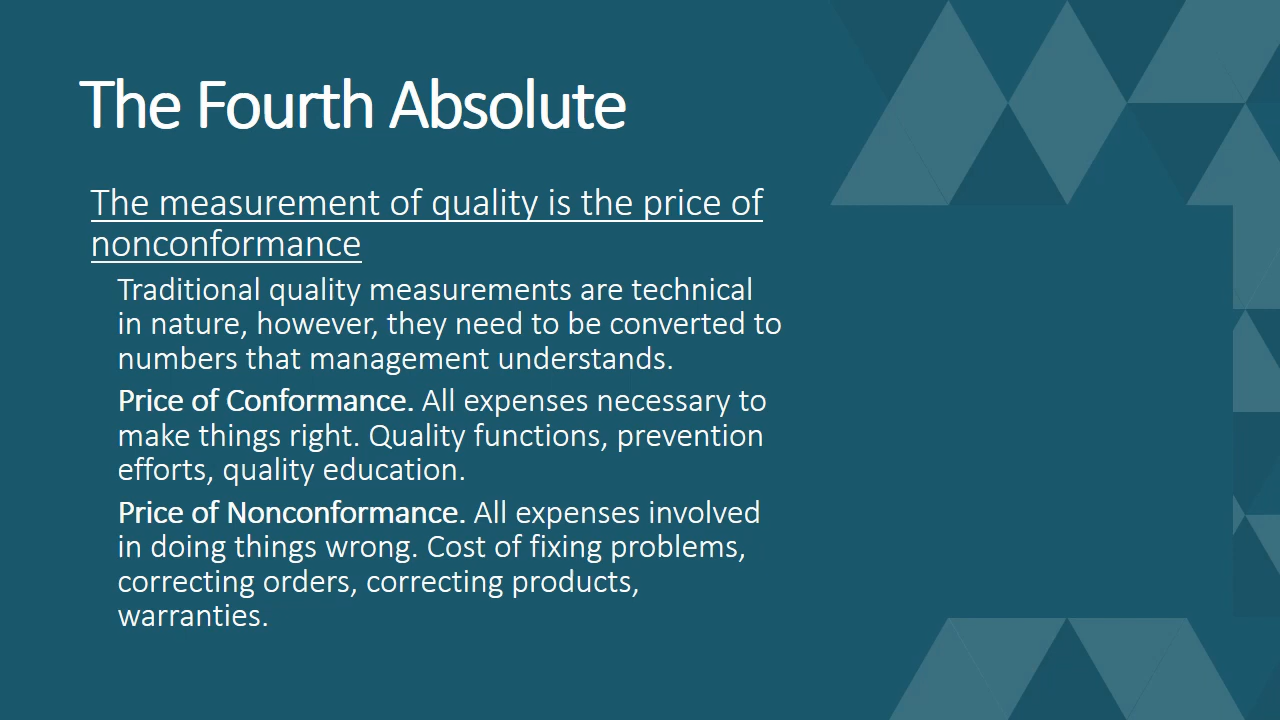 The Fourth Absolute
The measurement of quality is the price of
nonconformance
Traditional quality measurements are technical
in nature, however, they need to be converted to
numbers that management understands.
Price of Conformance. All expenses necessary to
make things right. Quality functions, prevention
efforts, quality education.
Price of Nonconformance. All expenses involved
in doing things wrong. Cost of fixing problems,
correcting orders, correcting products,
warranties.